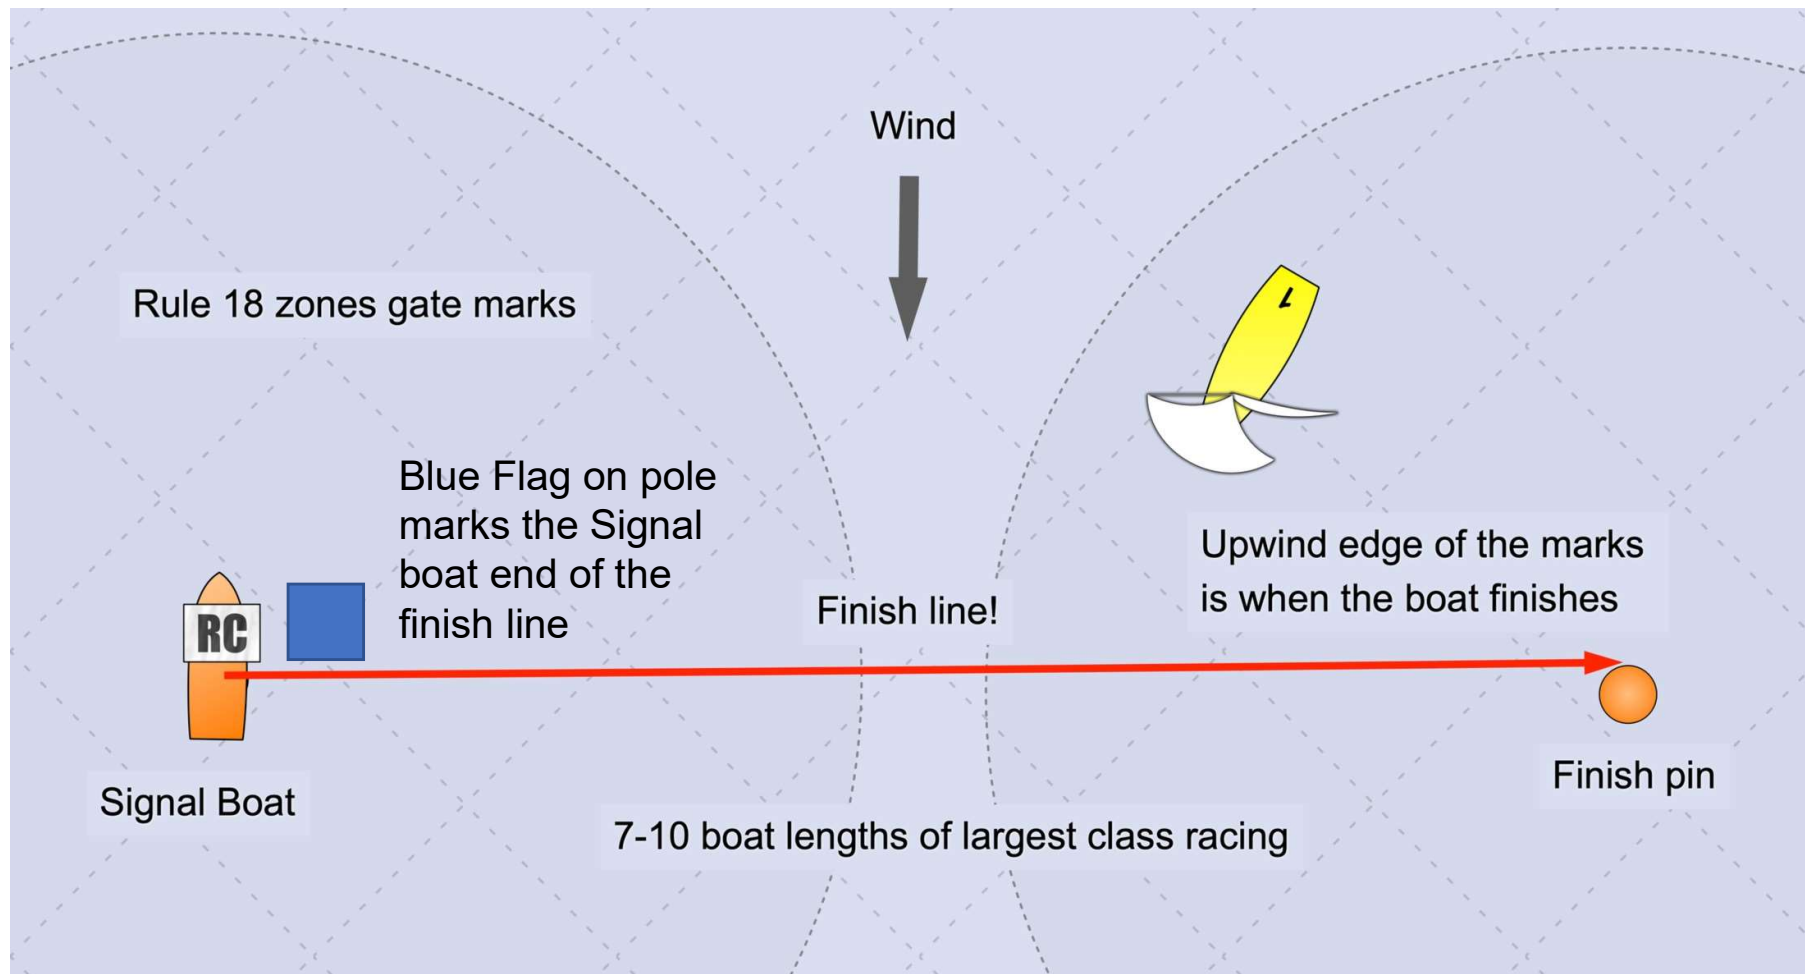 Wind
Rule 18 zones gate marks
1
Blue Flag on pole
marks the Signal
boat end of the
finish line
Upwind edge of the marks
is when the boat finishes
Finish line!
RC
Signal Boat
Finish pin
7-10 boat lengths of largest class racing